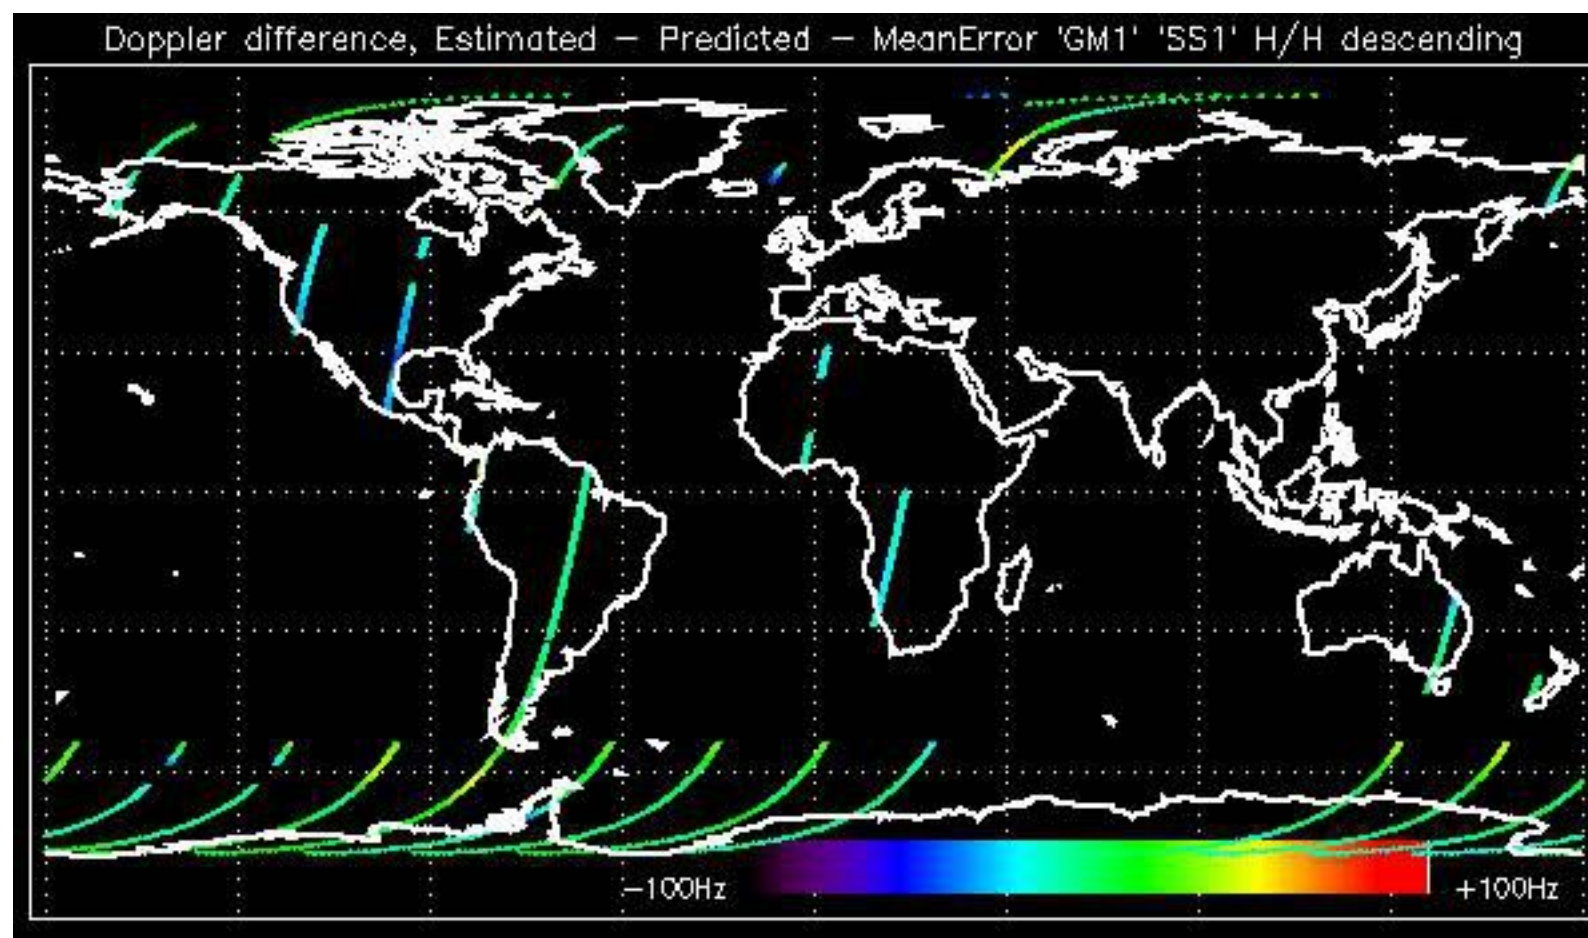 Doppler difference, Estimated − Predicted − MeanError 'GM1' 'SS1' H/H descending
−100Hz
+100Hz